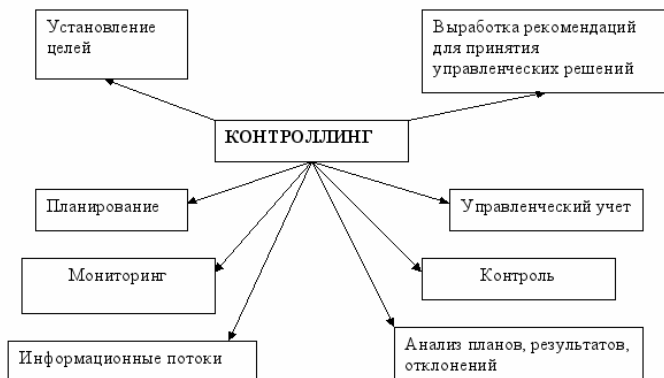 Установление
целей
Выработка рекомендаций
для принятия
управленческих решений
КОНТРОЛЛИНГ
Планирование
Управленческий учет
Мониторинг
Контроль
Информационные потоки
Анализ планов, результатов,
отклонений